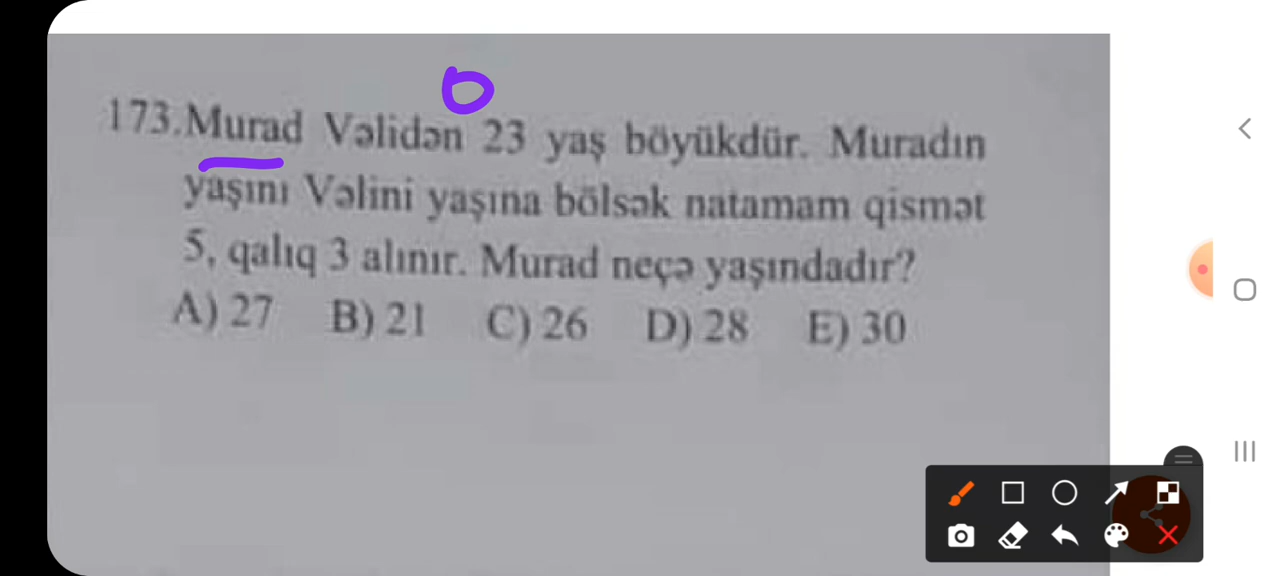 173. Murad Vəlidən 23 yaş böyükdür. Muradın
yaşını Vəlini yaşına bölsək natamam qismət
5, qalıq 3 alınır. Murad neçə yaşındadır?
A) 27 B) 21 C) 26 D) 28 E) 30